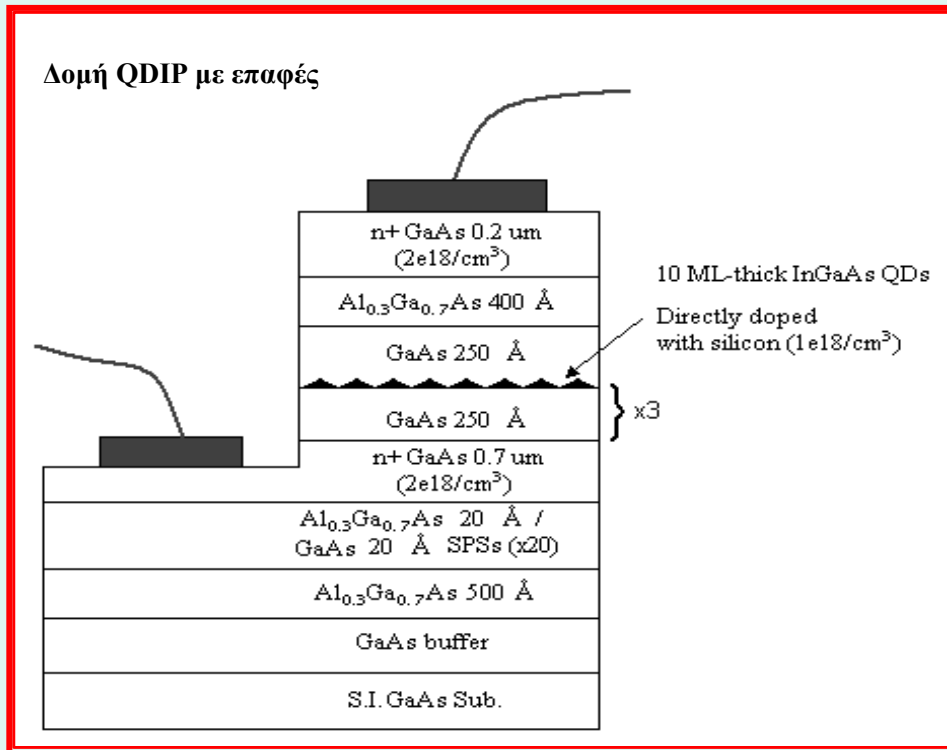 Δομή QDIP με επαφές
n+ GaAs 0.2 um
(2e18/cm³)
Al₀.₃Ga₀.₇As 400 Å
GaAs 250 Å
10 ML-thick InGaAs QDs
Directly doped
with silicon (1e18/cm³)
GaAs 250 Å
x3
n+ GaAs 0.7 um
(2e18/cm³)
Al₀.₃Ga₀.₇As 20 Å /
GaAs 20 Å SPSs (x20)
Al₀.₃Ga₀.₇As 500 Å
GaAs buffer
S.I. GaAs Sub.